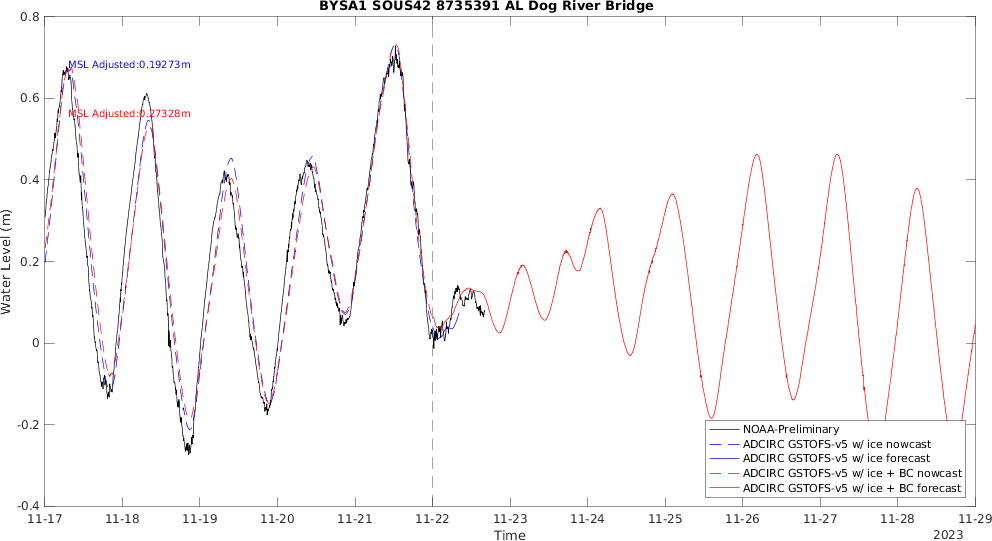 BYSA1 SOUS42 8735391 AL Dog River Bridge
0.8
MSL Adjusted:0.19273m
0.6
MSL Adjusted:0.27328m
0.4
0.2
0
-0.2
-0.4
Water Level (m)
NOAA-Preliminary
ADCIRC GSTOFS-v5 w/ ice nowcast
ADCIRC GSTOFS-v5 w/ ice forecast
ADCIRC GSTOFS-v5 w/ ice + BC nowcast
ADCIRC GSTOFS-v5 w/ ice + BC forecast
11-17 11-18 11-19 11-20 11-21 11-22 11-23 11-24 11-25 11-26 11-27 11-28 11-29
Time
2023